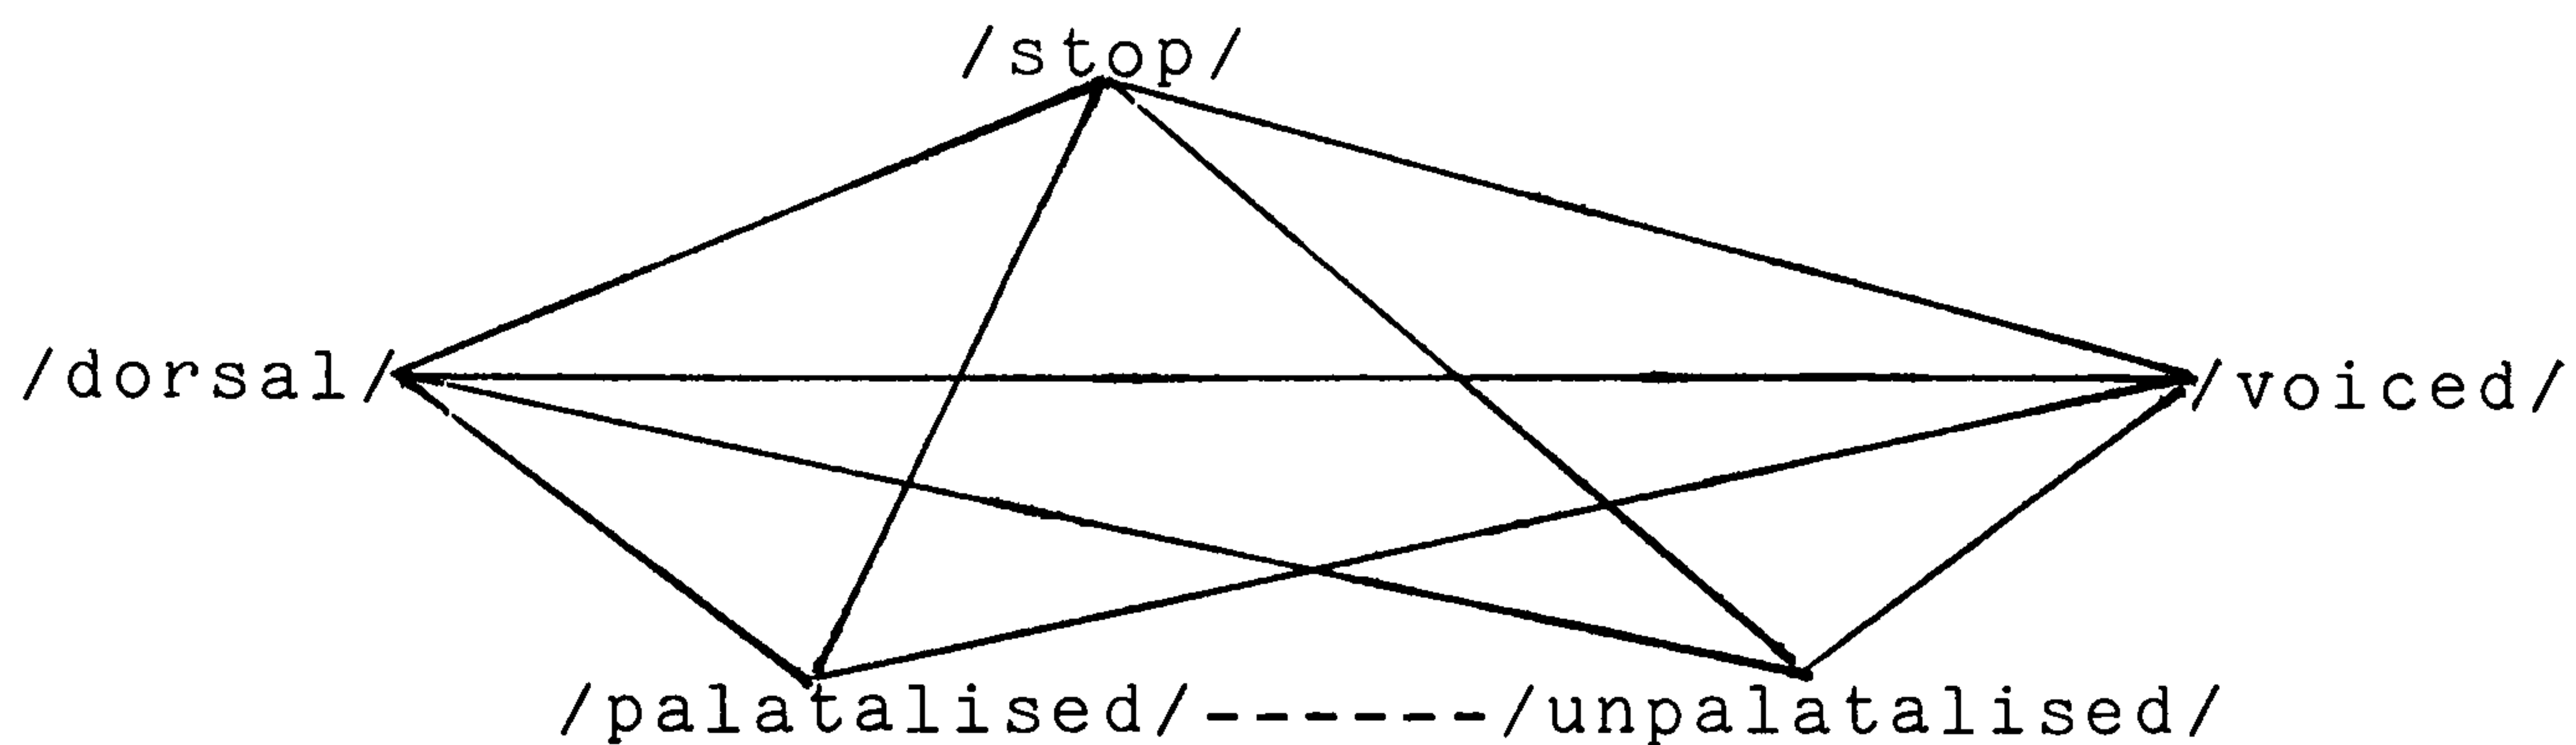 /stop/
/dorsal/ /voiced/
/palatalised/------/unpalatalised/